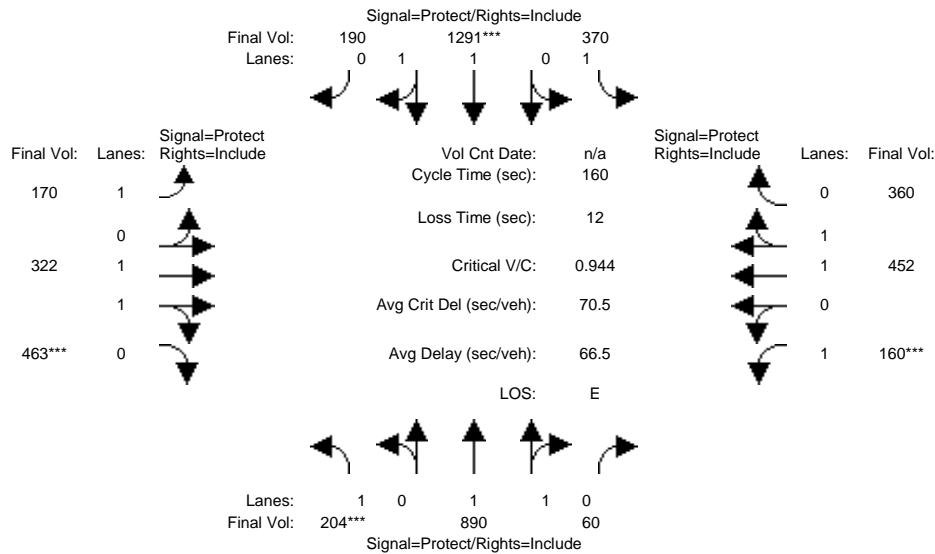 Signal=Protect/Rights=Include
Final Vol: 190 1291*** 370
Lanes: 0 1 1 0 1
Signal=Protect
Final Vol: Lanes: Rights=Include
Vol Cnt Date: n/a
Signal=Protect
Rights=Include Lanes: Final Vol:
Cycle Time (sec): 160
170 1
0 360
Loss Time (sec): 12
0
1
322 1
Critical V/C: 0.944
1 452
1
Avg Crit Del (sec/veh): 70.5
0
463*** 0
Avg Delay (sec/veh): 66.5
1 160***
LOS: E
Lanes: 1 0 1 1 0
Final Vol: 204*** 890 60
Signal=Protect/Rights=Include